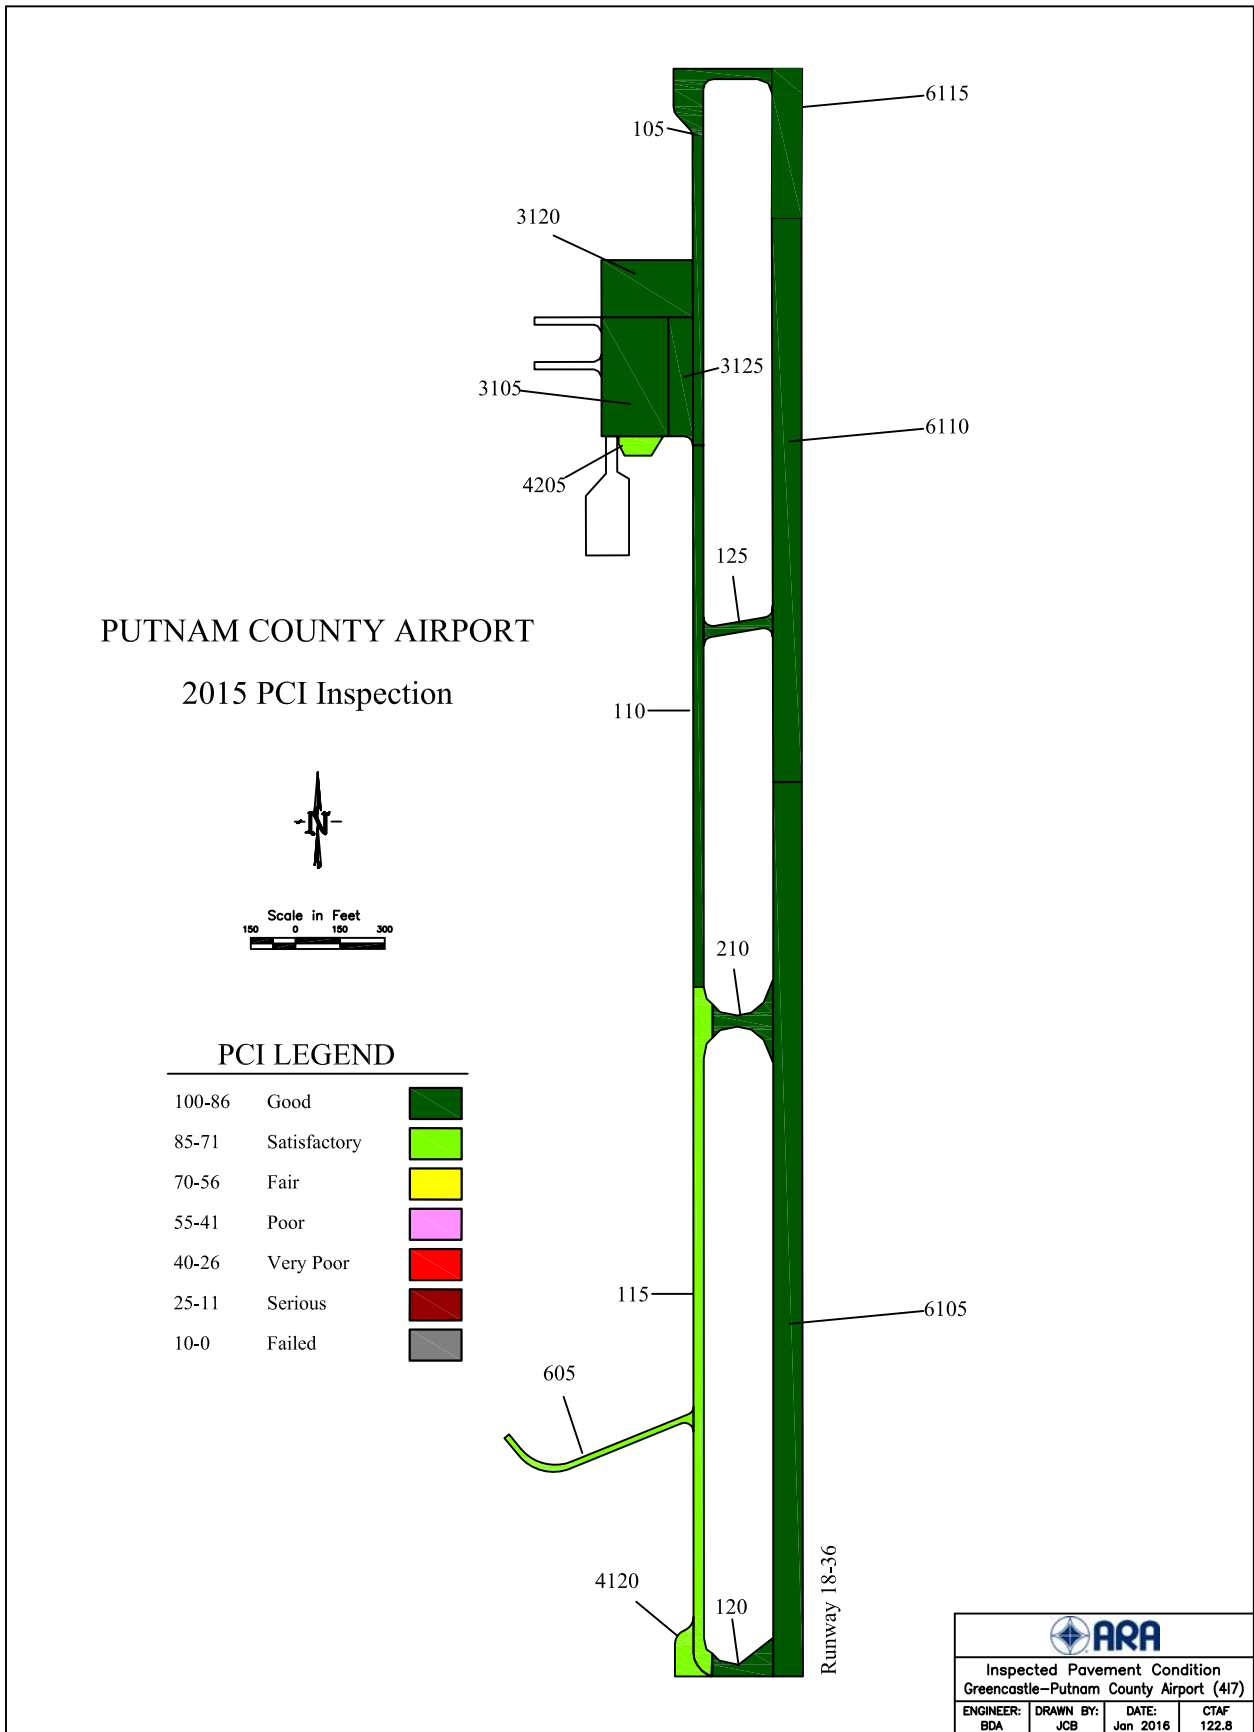 6115
105
3120
3125
3105
6110
4205
125
PUTNAM COUNTY AIRPORT
2015 PCI Inspection
110
N
Scale in Feet
150 0 150 300
210
PCI LEGEND
100-86 Good
85-71 Satisfactory
70-56 Fair
55-41 Poor
40-26 Very Poor
25-11 Serious
10-0 Failed
115
6105
605
4120
120
Runway 18-36
ARA
Inspected Pavement Condition
Greencastle-Putnam County Airport (4I7)
ENGINEER: DRAWN BY: DATE: CTAF
BDA JCB Jan 2016 122.8